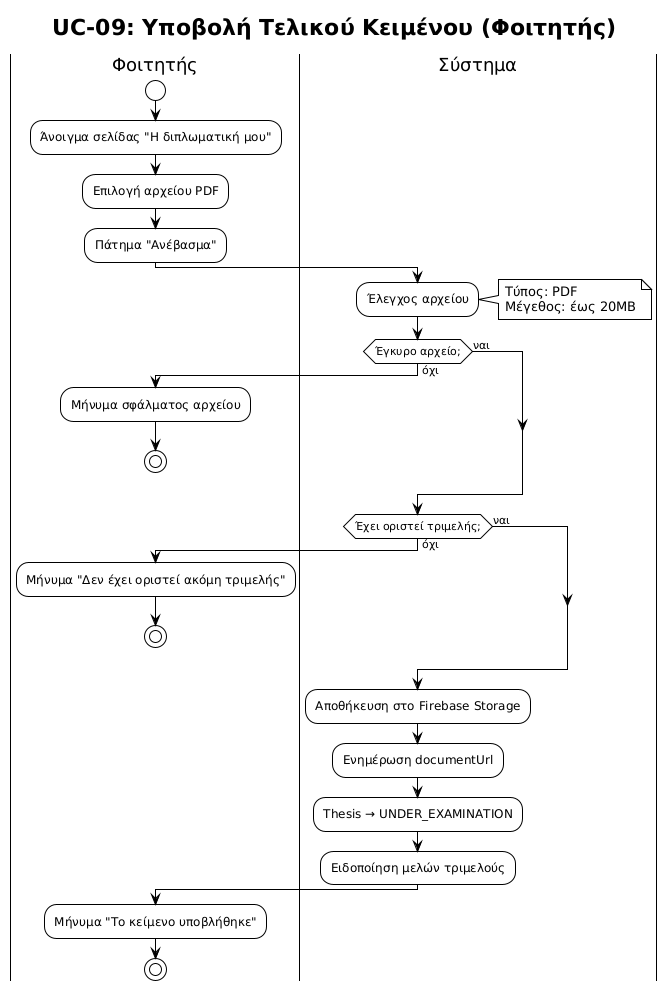 UC-09: Υποβολή Τελικού Κειμένου (Φοιτητής)
Φοιτητής
Σύστημα
Άνοιγμα σελίδας "Η διπλωματική μου"
Επιλογή αρχείου PDF
Πάτημα "Ανέβασμα"
Έλεγχος αρχείου
Τύπος: PDF
Μέγεθος: έως 20MB
Έγκυρο αρχείο;
ναι
όχι
Μήνυμα σφάλματος αρχείου
Έχει οριστεί τριμελής;
ναι
όχι
Μήνυμα "Δεν έχει οριστεί ακόμη τριμελής"
Αποθήκευση στο Firebase Storage
Ενημέρωση documentUrl
Thesis → UNDER_EXAMINATION
Ειδοποίηση μελών τριμελούς
Μήνυμα "Το κείμενο υποβλήθηκε"